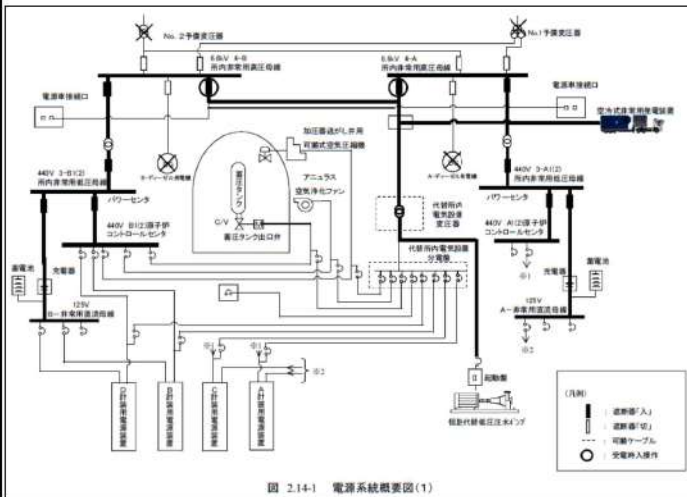 No. 2 予備変圧器
No.1 予備変圧器
6.6kV 4-B
所内非常用高圧母線
6.6kV 4-A
所内非常用高圧母線
電源車接続口
電源車接続口
空冷式非常用発電装置
加圧器逃がし弁用
可搬式空気圧縮機
B-ディーゼル発電機
A-ディーゼル発電機
蓄圧タンク
アニュラス
空気浄化ファン
440V 3-B1(2)
所内非常用低圧母線
パワーセンタ
440V 3-A1(2)
所内非常用低圧母線
パワーセンタ
代替所内
電気設備
変圧器
C/V
蓄圧タンク出口弁
440V B1(2)原子炉
コントロールセンタ
440V A1(2)原子炉
コントロールセンタ
代替所内電気設備
分電盤
※1
蓄電池
充電器
充電器
蓄電池
125V
B-非常用直流母線
125V
A-非常用直流母線
※1
※1
※2
※2
D計装用電源装置
B計装用電源装置
C計装用電源装置
A計装用電源装置
起動盤
恒設代替低圧注水ポンプ
(凡例)
: 遮断器「入」
: 遮断器「切」
: 可搬ケーブル
: 受電時入操作
図 2.14-1 電源系統概要図(1)